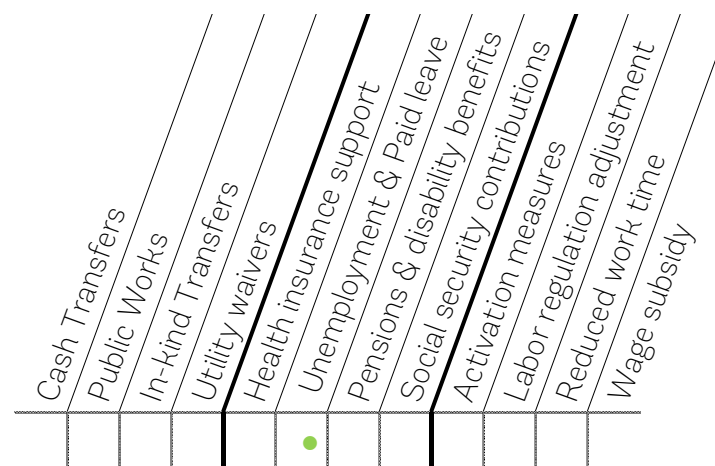 Cash Transfers
Public Works
In-kind Transfers
Utility waivers
Health insurance support
Unemployment & Paid leave
Pensions & disability benefits
Social security contributions
Activation measures
Labor regulation adjustment
Reduced work time
Wage subsidy